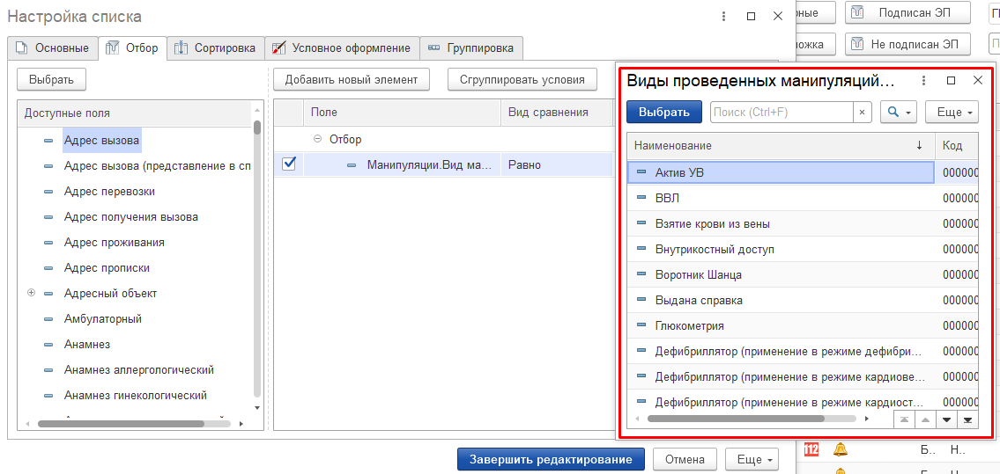 Настройка списка
Основные
Отбор
Сортировка
Условное оформление
Группировка
Выбрать
Доступные поля
Адрес вызова
Адрес вызова (представление в сп
Адрес перевозки
Адрес получения вызова
Адрес проживания
Адрес прописки
Адресный объект
Амбулаторный
Анамнез
Анамнез аллергологический
Анамнез гинекологический
Добавить новый элемент
Сгруппировать условия
Поле
Вид сравнения
Отбор
Манипуляции.Вид ма...
Равно
Завершить редактирование
Отмена
Еще
Подписан ЭП
Не подписан ЭП
Виды проведенных манипуляций...
Выбрать
Поиск (Ctrl+F)
×
Еще
Наименование
Код
Актив УВ
000000
ВВЛ
000000
Взятие крови из вены
000000
Внутрикостный доступ
000000
Воротник Шанца
000000
Выдана справка
000000
Глюкометрия
000000
Дефибриллятор (применение в режиме дефибри...
000000
Дефибриллятор (применение в режиме кардиове...
000000
Дефибриллятор (применение в режиме кардиост...
000000
112
Б..
Н..